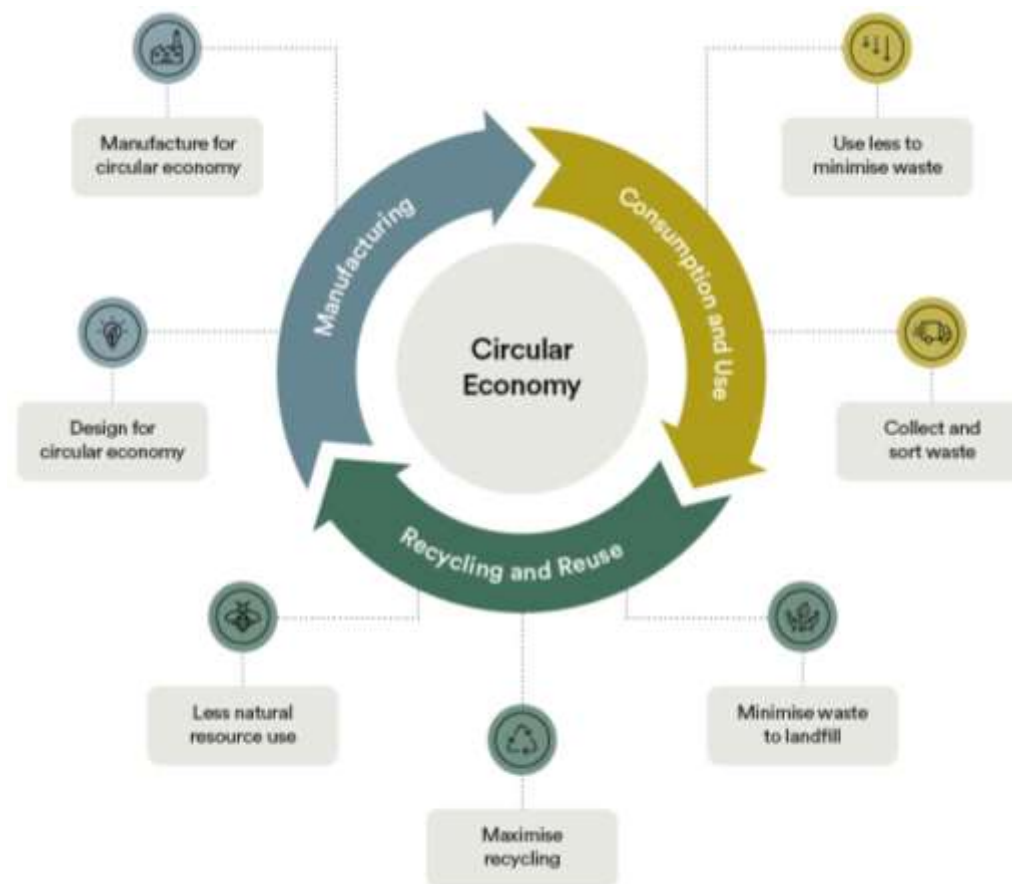 Manufacture for
circular economy
Use less to
minimise waste
Manufacturing
Consumption and Use
Circular
Economy
Design for
circular economy
Collect and
sort waste
Recycling and Reuse
Less natural
resource use
Minimise waste
to landfill
Maximise
recycling